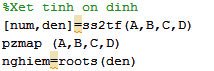 %Xet tinh on dinh
[num,den]=ss2tf(A,B,C,D)
pzmap (A,B,C,D)
nghiem=roots(den)